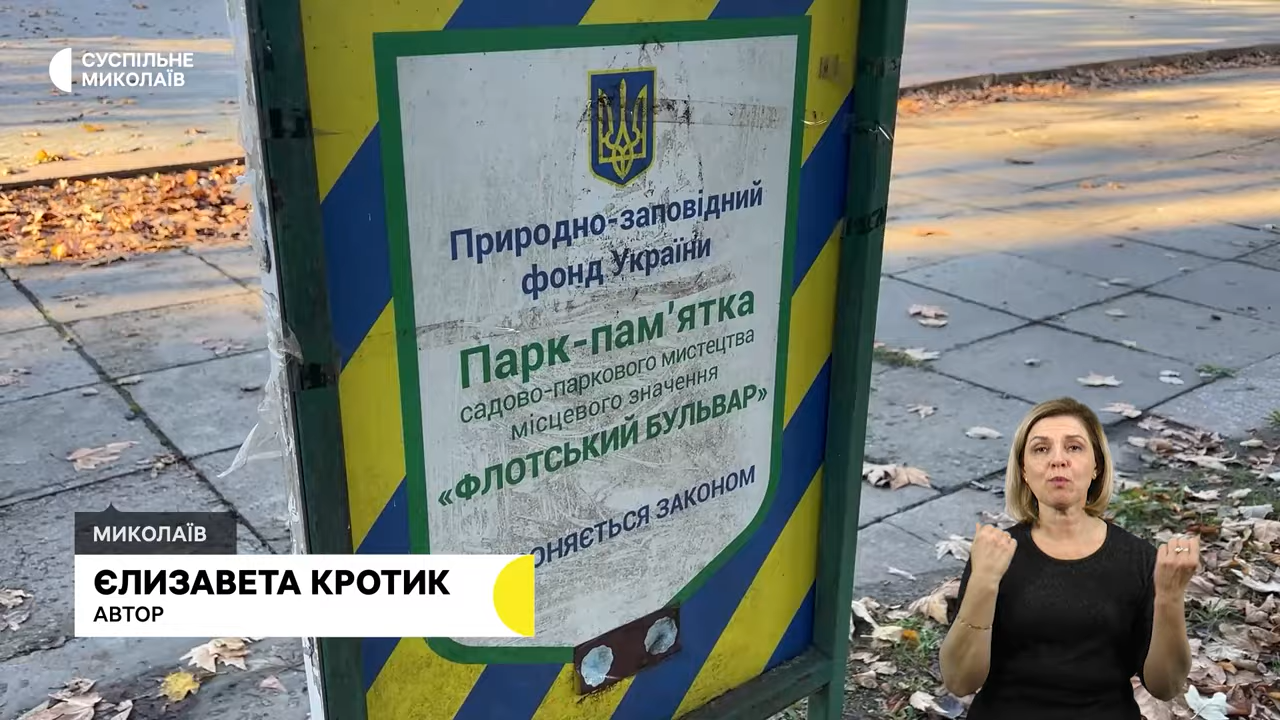 СУСПІЛЬНЕ
МИКОЛАЇВ
Природно-заповідний
фонд України
Парк-пам’ятка
садово-паркового мистецтва
місцевого значення
«ФЛОТСЬКИЙ БУЛЬВАР»
ЗАКОНОМ
МИКОЛАЇВ
ЄЛИЗАВЕТА КРОТИК
АВТОР